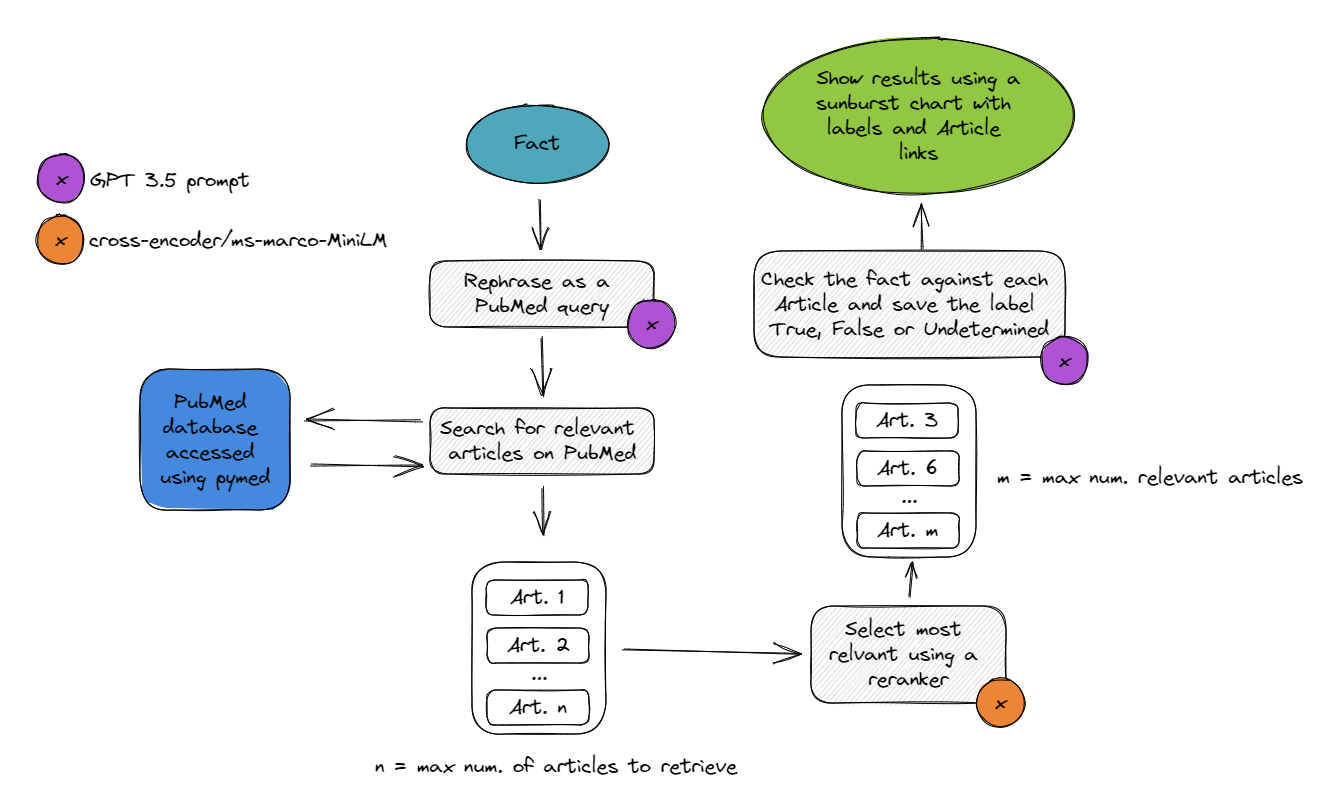 Fact
x GPT 3.5 prompt
x cross-encoder/ms-marco-MiniLM
Rephrase as a
PubMed query
x
PubMed
database
accessed
using pymed
Search for relevant
articles on PubMed
Art. 1
Art. 2
...
Art. n
n = max num. of articles to retrieve
Select most
relvant using a
reranker
x
Art. 3
Art. 6
...
Art. m
m = max num. relevant articles
Check the fact against each
Article and save the label
True, False or Undetermined
x
Show results using a
sunburst chart with
labels and Article
links